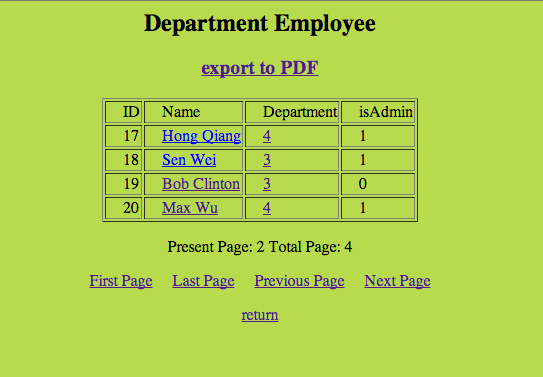 Department Employee
export to PDF
ID Name Department isAdmin
17 Hong Qiang 4 1
18 Sen Wei 3 1
19 Bob Clinton 3 0
20 Max Wu 4 1
Present Page: 2 Total Page: 4
First Page Last Page Previous Page Next Page
return